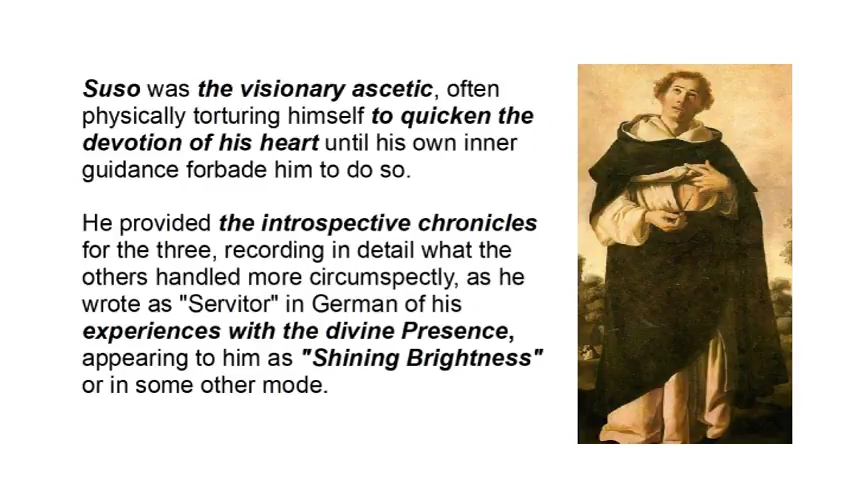 Suso was the visionary ascetic, often
physically torturing himself to quicken the
devotion of his heart until his own inner
guidance forbade him to do so.
He provided the introspective chronicles
for the three, recording in detail what the
others handled more circumspectly, as he
wrote as "Servitor" in German of his
experiences with the divine Presence,
appearing to him as "Shining Brightness"
or in some other mode.